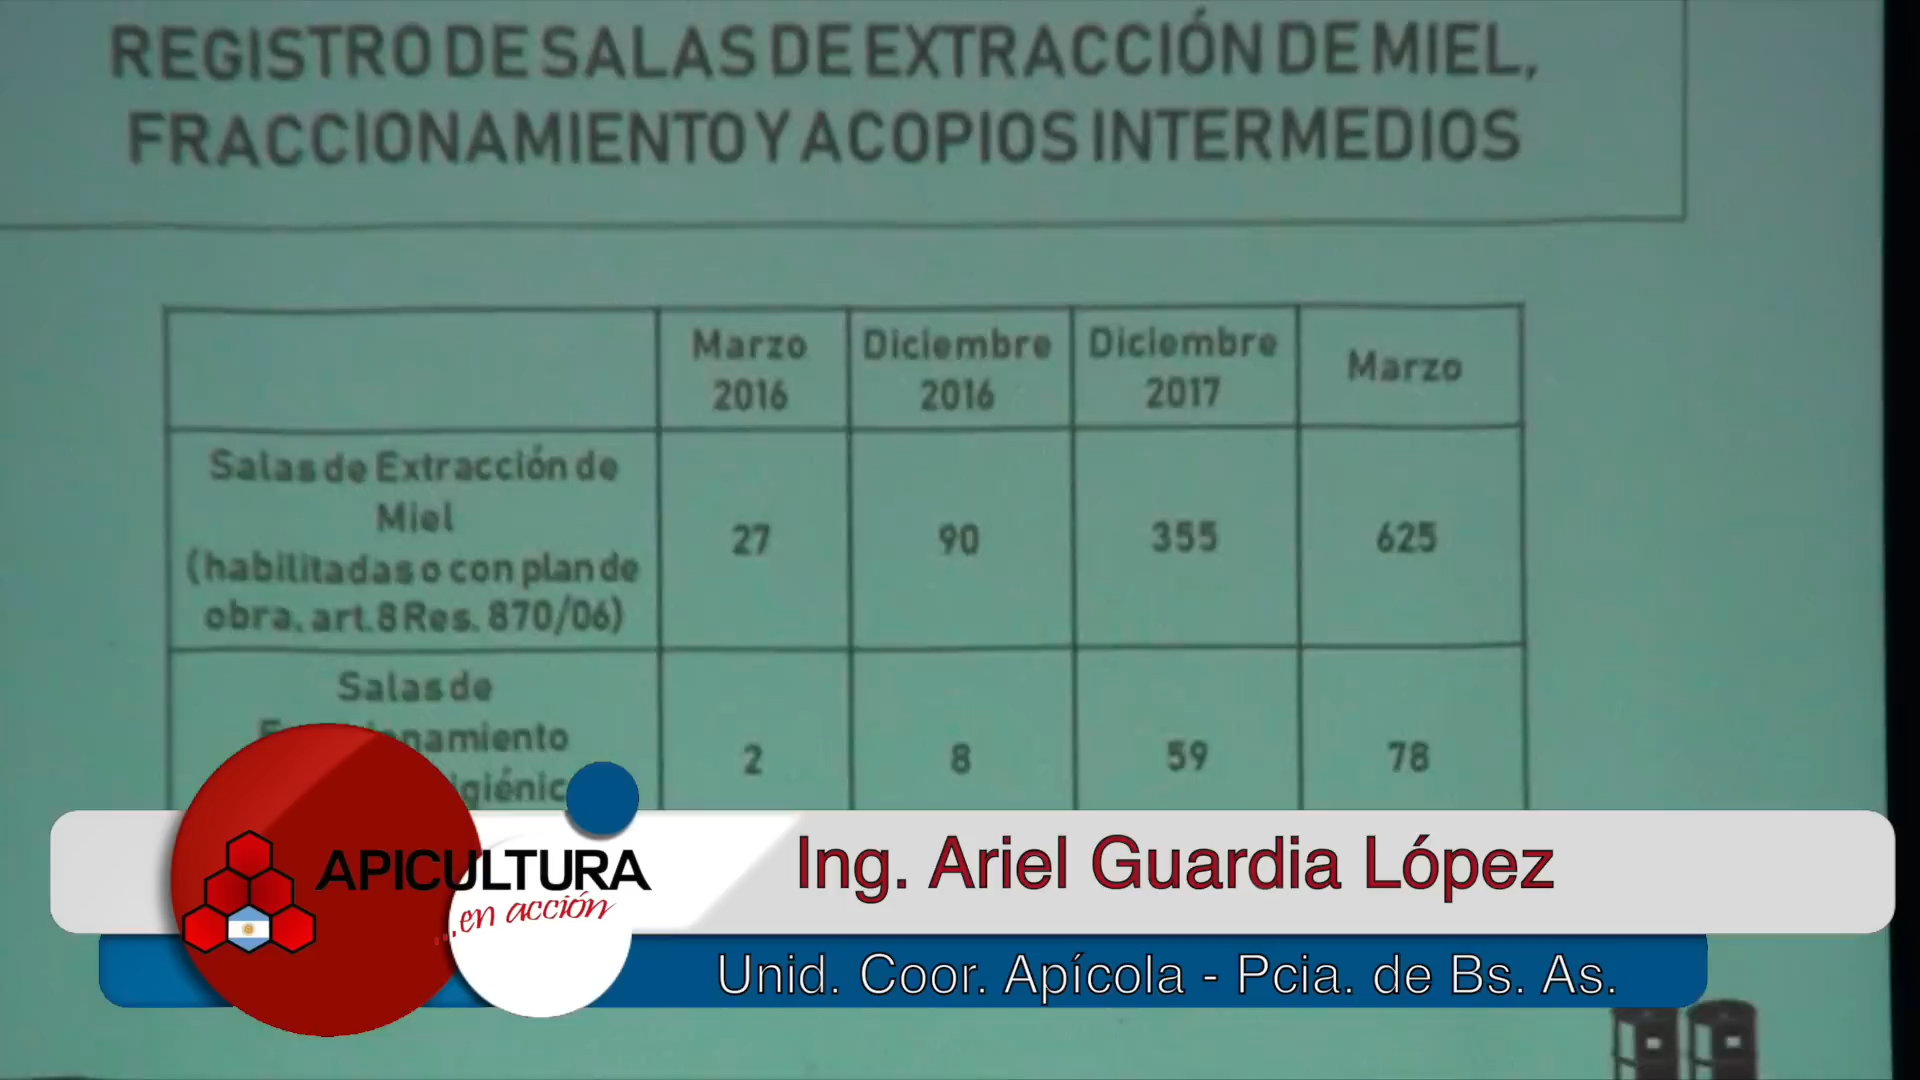 REGISTRO DE SALAS DE EXTRACCIÓN DE MIEL,
FRACCIONAMIENTO Y ACOPIOS INTERMEDIOS
Marzo 2016
Diciembre 2016
Diciembre 2017
Marzo
Salas de Extracción de
Miel
(habilitadas o con plan de
obra, art.8 Res. 870/06)
27 90 355 625
Salas de
2 8 59 78
APICULTURA
...en acción
Ing. Ariel Guardia López
Unid. Coor. Apícola - Pcia. de Bs. As.